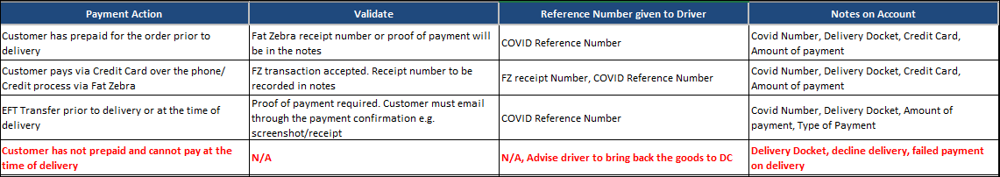 Payment Action
Validate
Reference Number given to Driver
Notes on Account
Customer has prepaid for the order prior to
delivery
Fat Zebra receipt number or proof of payment will
be in the notes
COVID Reference Number
Covid Number, Delivery Docket, Credit Card,
Amount of payment
Customer pays via Credit Card over the phone/
Credit process via Fat Zebra
FZ transaction accepted. Receipt number to be
recorded in notes
FZ receipt Number, COVID Reference Number
Covid Number, Delivery Docket, Credit Card,
Amount of payment
EFT Transfer prior to delivery or at the time of
delivery
Proof of payment required. Customer must email
through the payment confirmation e.g.
screenshot/receipt
COVID Reference Number
Covid Number, Delivery Docket, Amount of
payment, Type of Payment
Customer has not prepaid and cannot pay at the
time of delivery
N/A
N/A, Advise driver to bring back the goods to DC
Delivery Docket, decline delivery, failed payment
on delivery